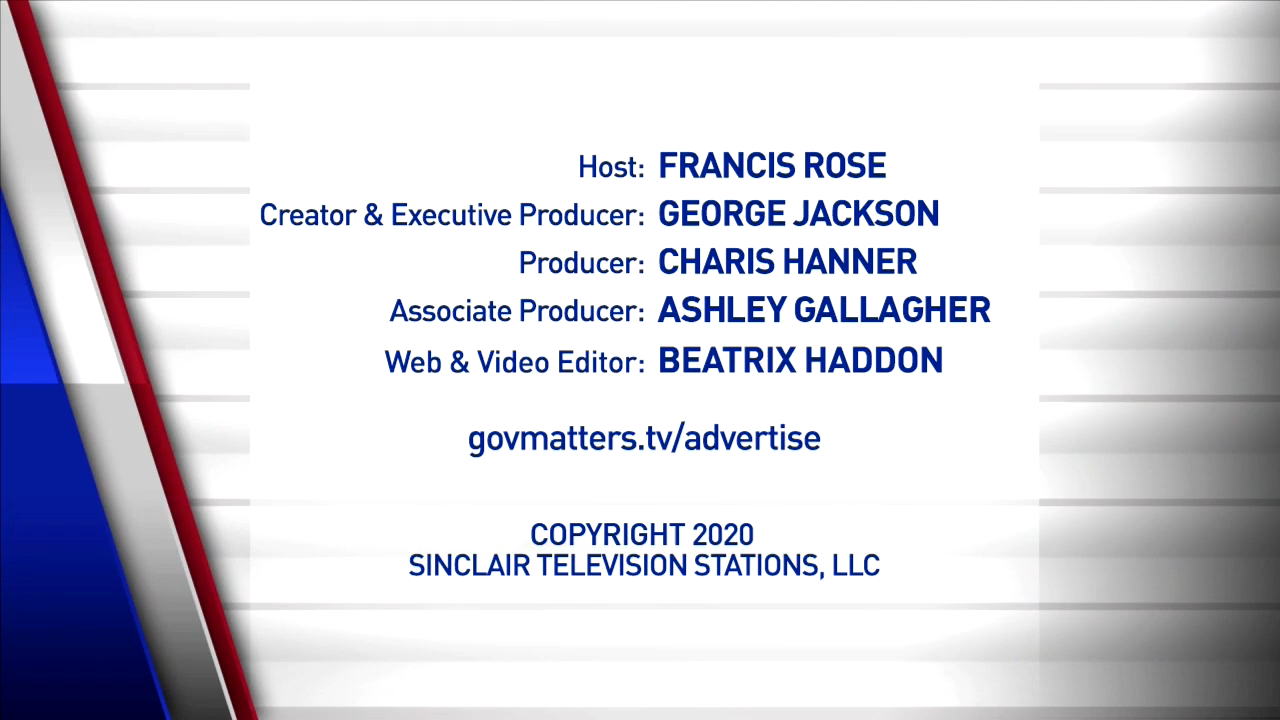 Host: FRANCIS ROSE
Creator & Executive Producer: GEORGE JACKSON
Producer: CHARIS HANNER
Associate Producer: ASHLEY GALLAGHER
Web & Video Editor: BEATRIX HADDON
govmatters.tv/advertise
COPYRIGHT 2020
SINCLAIR TELEVISION STATIONS, LLC